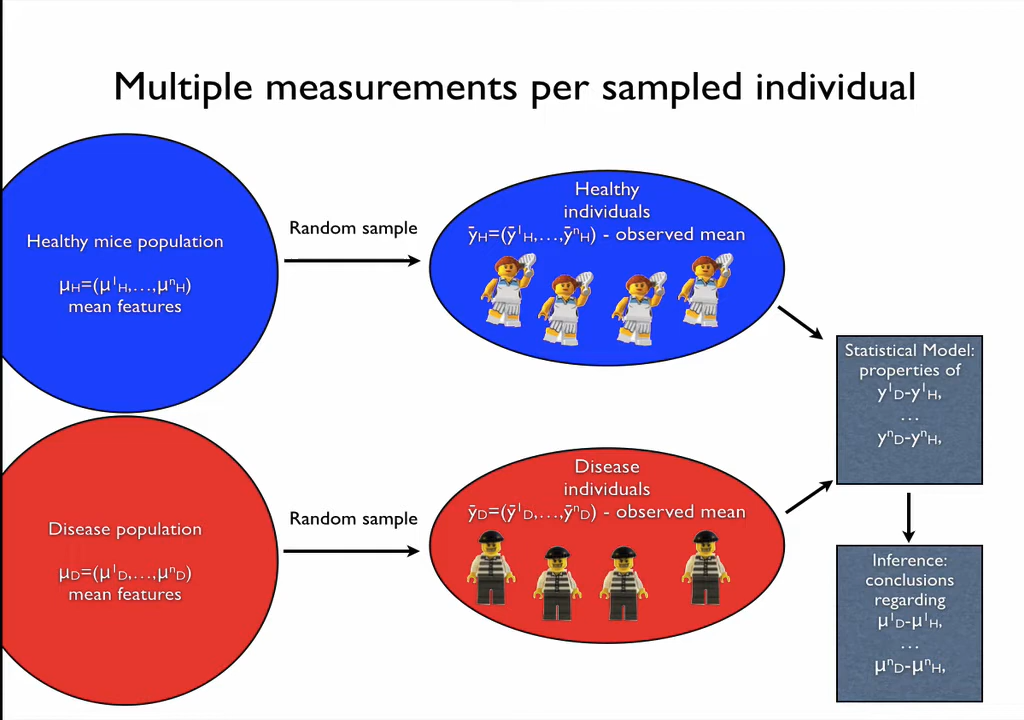 Multiple measurements per sampled individual
Healthy mice population
μH=(μ¹H,...,μⁿH)
mean features
Random sample
Healthy
individuals
ȳH=(ȳ¹H,...,ȳⁿH) - observed mean
Statistical Model:
properties of
y¹D-y¹H,
...
yⁿD-yⁿH,
Disease population
μD=(μ¹D,...,μⁿD)
mean features
Random sample
Disease
individuals
ȳD=(ȳ¹D,...,ȳⁿD) - observed mean
Inference:
conclusions
regarding
μ¹D-μ¹H,
...
μⁿD-μⁿH,